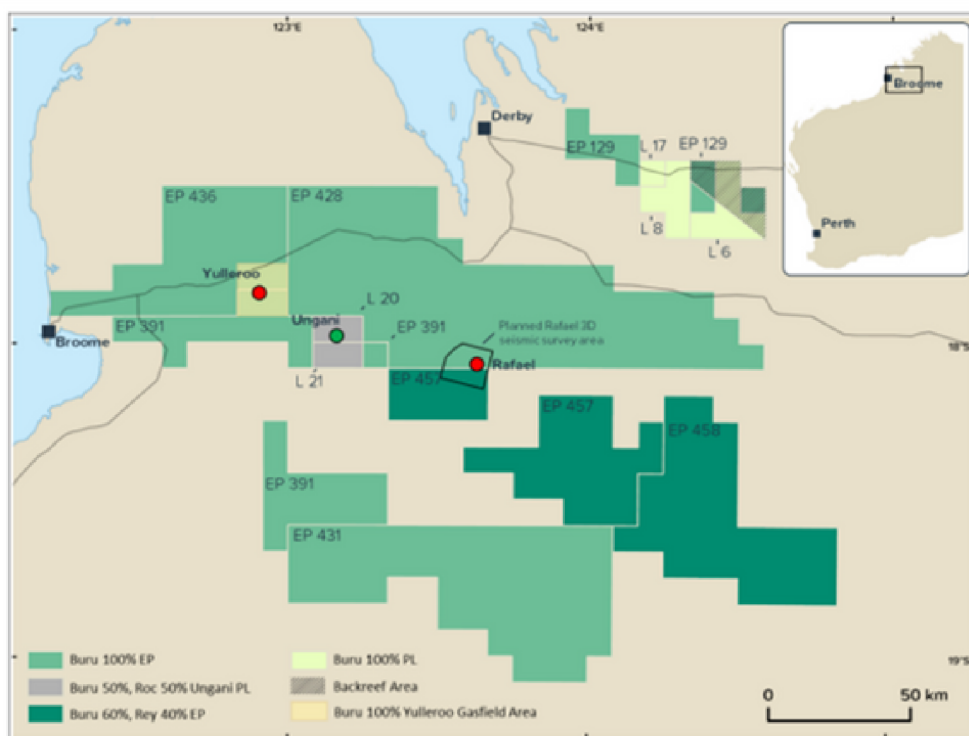 123°E
124°E
Broome
Perth
Derby
EP 129
L 17
EP 129
L 8
L 6
EP 436
EP 428
Yulleroo
L 20
Ungani
EP 391
EP 391
Planned Rafael 3D
seismic survey area
Broome
18°S
L 21
Rafael
EP 457
EP 457
EP 458
EP 391
EP 431
19°S
Buru 100% EP
Buru 50%, Roc 50% Ungani PL
Buru 60%, Rey 40% EP
Buru 100% PL
Backreef Area
Buru 100% Yulleroo Gasfield Area
0
50 km